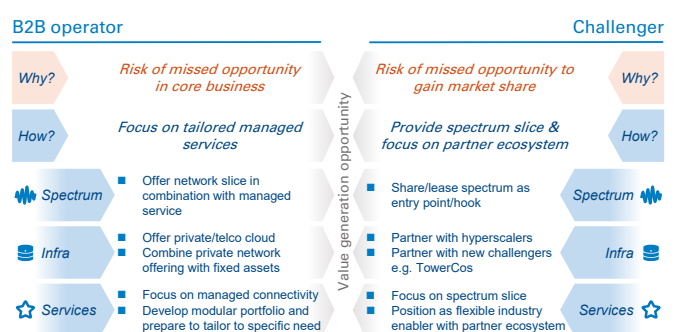 B2B operator
Challenger
Why?
Risk of missed opportunity
in core business
Risk of missed opportunity to
gain market share
Why?
How?
Focus on tailored managed
services
Provide spectrum slice &
focus on partner ecosystem
How?
Value generation opportunity
Spectrum
Offer network slice in
combination with managed
service
Share/lease spectrum as
entry point/hook
Spectrum
Infra
Offer private/telco cloud
Combine private network
offering with fixed assets
Partner with hyperscalers
Partner with new challengers
e.g. TowerCos
Infra
Services
Focus on managed connectivity
Develop modular portfolio and
prepare to tailor to specific need
Focus on spectrum slice
Position as flexible industry
enabler with partner ecosystem
Services